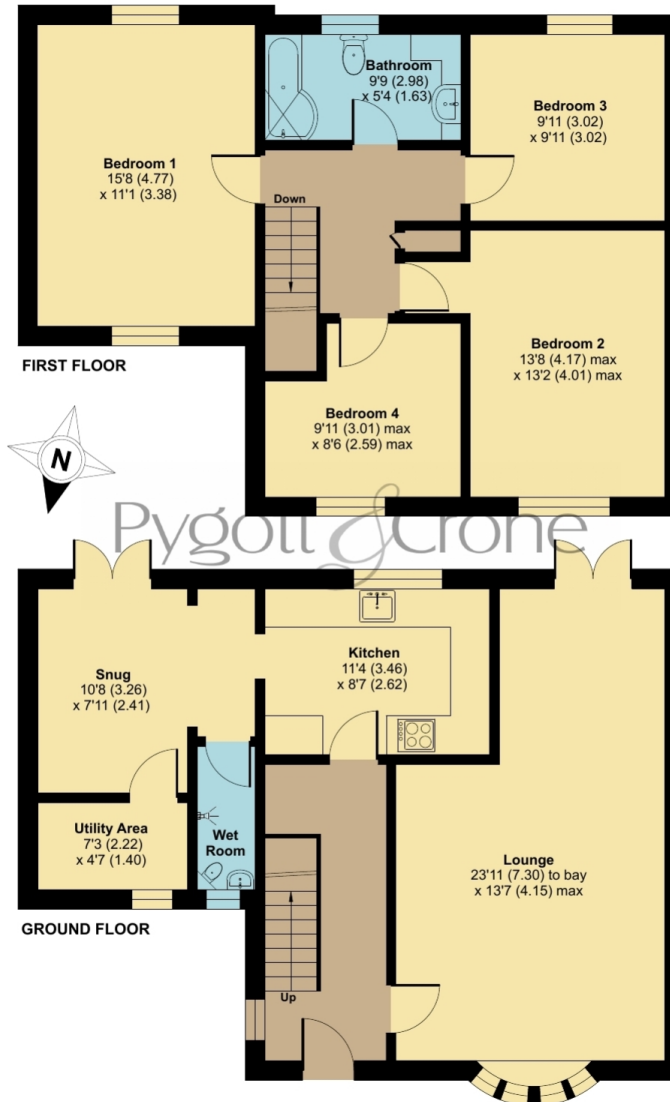 Bathroom
9'9 (2.98)
x 5'4 (1.63)
Bedroom 3
9'11 (3.02)
x 9'11 (3.02)
Bedroom 1
15'8 (4.77)
x 11'1 (3.38)
Down
Bedroom 2
13'8 (4.17) max
x 13'2 (4.01) max
FIRST FLOOR
Bedroom 4
9'11 (3.01) max
x 8'6 (2.59) max
N
Pygott & Crone
Snug
10'8 (3.26)
x 7'11 (2.41)
Kitchen
11'4 (3.46)
x 8'7 (2.62)
Utility Area
7'3 (2.22)
x 4'7 (1.40)
Wet
Room
Lounge
23'11 (7.30) to bay
x 13'7 (4.15) max
GROUND FLOOR
Up